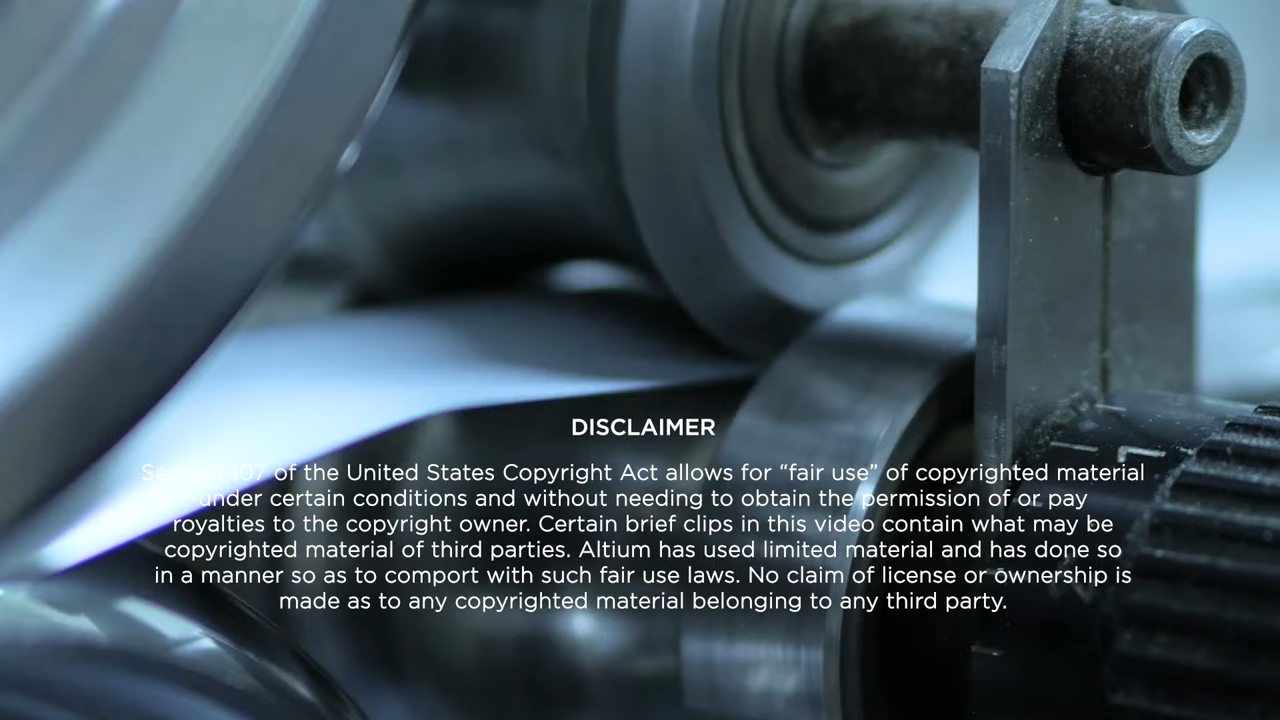 DISCLAIMER
Section 107 of the United States Copyright Act allows for “fair use” of copyrighted material
under certain conditions and without needing to obtain the permission of or pay
royalties to the copyright owner. Certain brief clips in this video contain what may be
copyrighted material of third parties. Altium has used limited material and has done so
in a manner so as to comport with such fair use laws. No claim of license or ownership is
made as to any copyrighted material belonging to any third party.